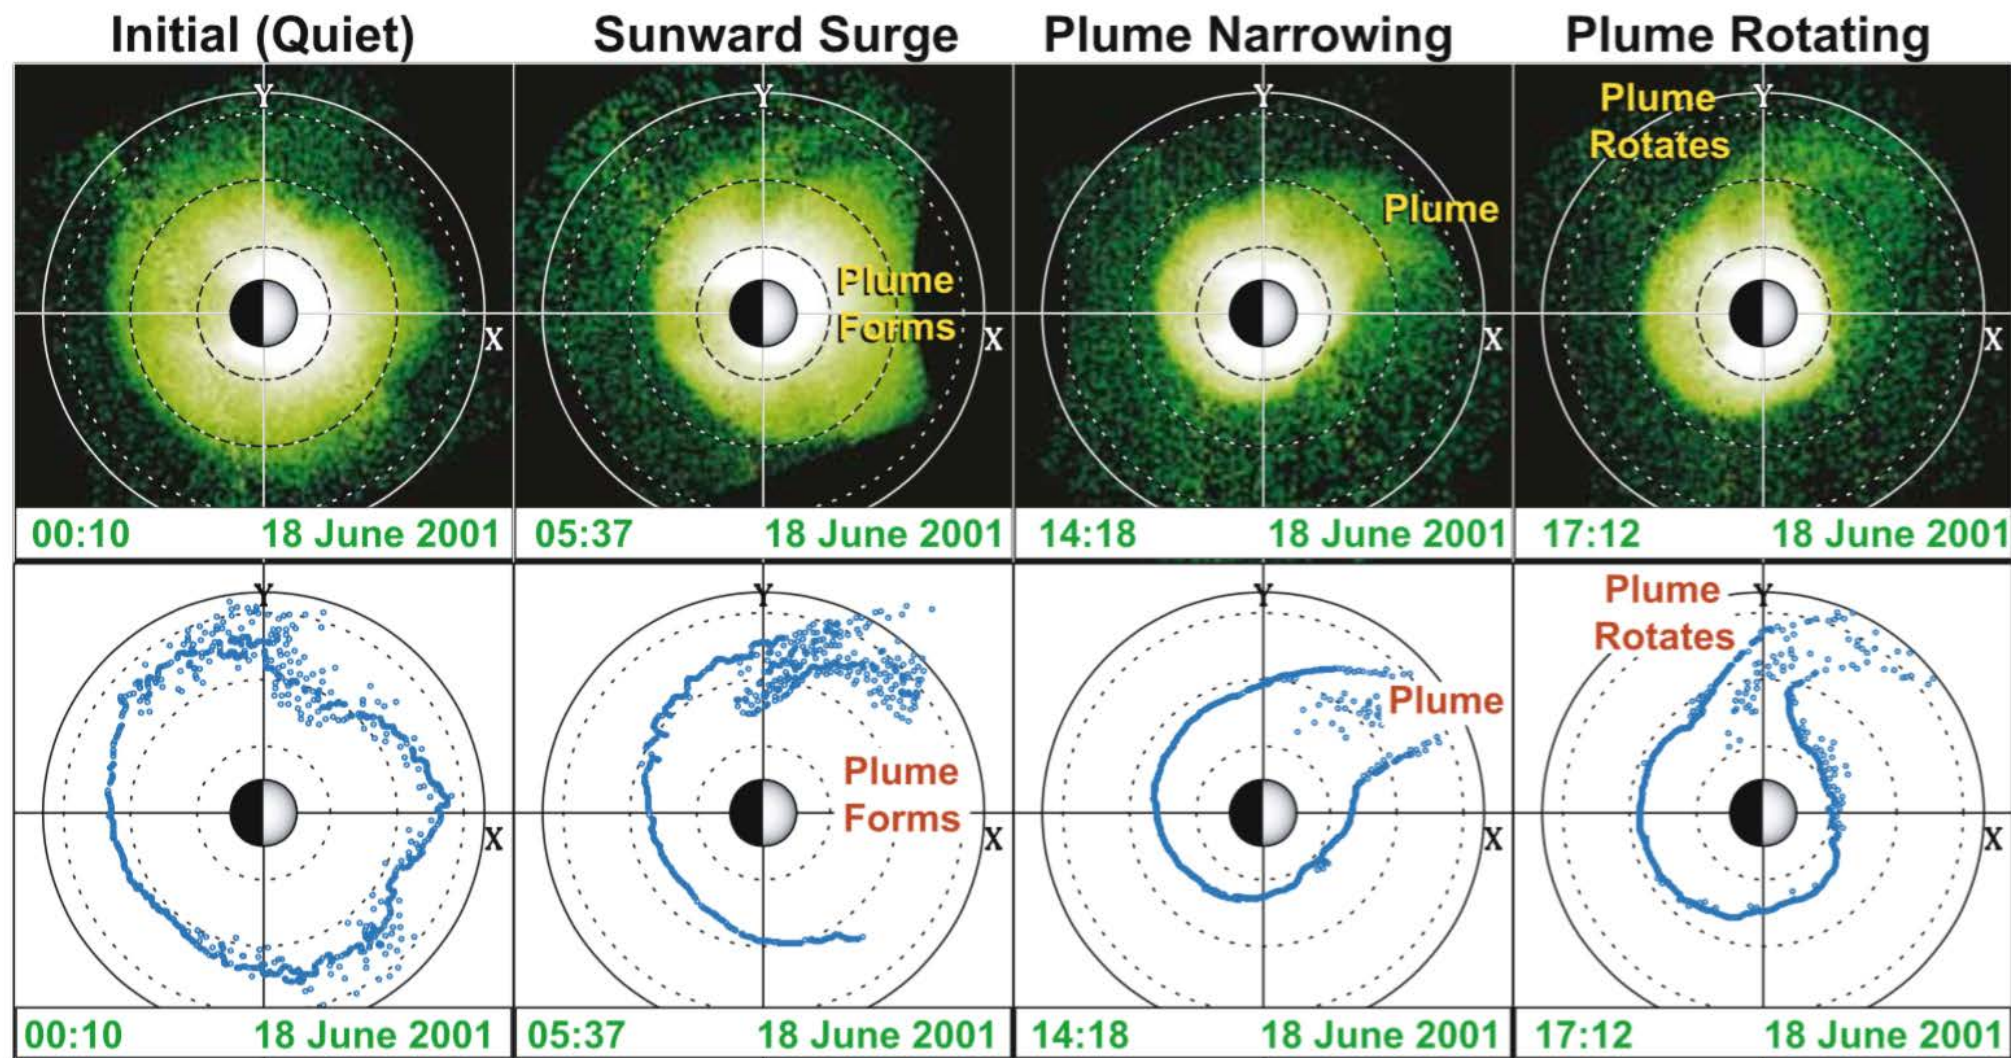 Initial (Quiet)
Sunward Surge
Plume Narrowing
Plume Rotating
Y
X
00:10 18 June 2001
Y
Plume
Forms
X
05:37 18 June 2001
Y
Plume
X
14:18 18 June 2001
Plume
Rotates
Y
X
17:12 18 June 2001
Y
X
00:10 18 June 2001
Y
Plume
Forms
X
05:37 18 June 2001
Y
Plume
X
14:18 18 June 2001
Plume
Rotates
Y
X
17:12 18 June 2001